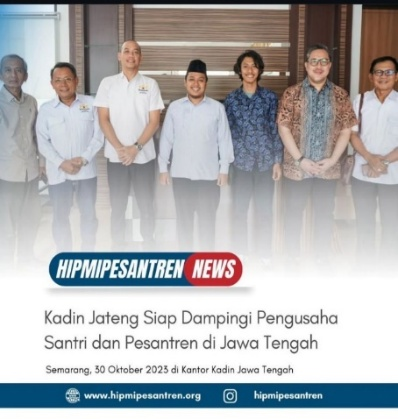 HIPMIPESANTREN NEWS
Kadin Jateng Siap Dampingi Pengusaha
Santri dan Pesantren di Jawa Tengah
Semarang, 30 Oktober 2023 di Kantor Kadin Jawa Tengah
www.hipmipesantren.org hipmipesantren